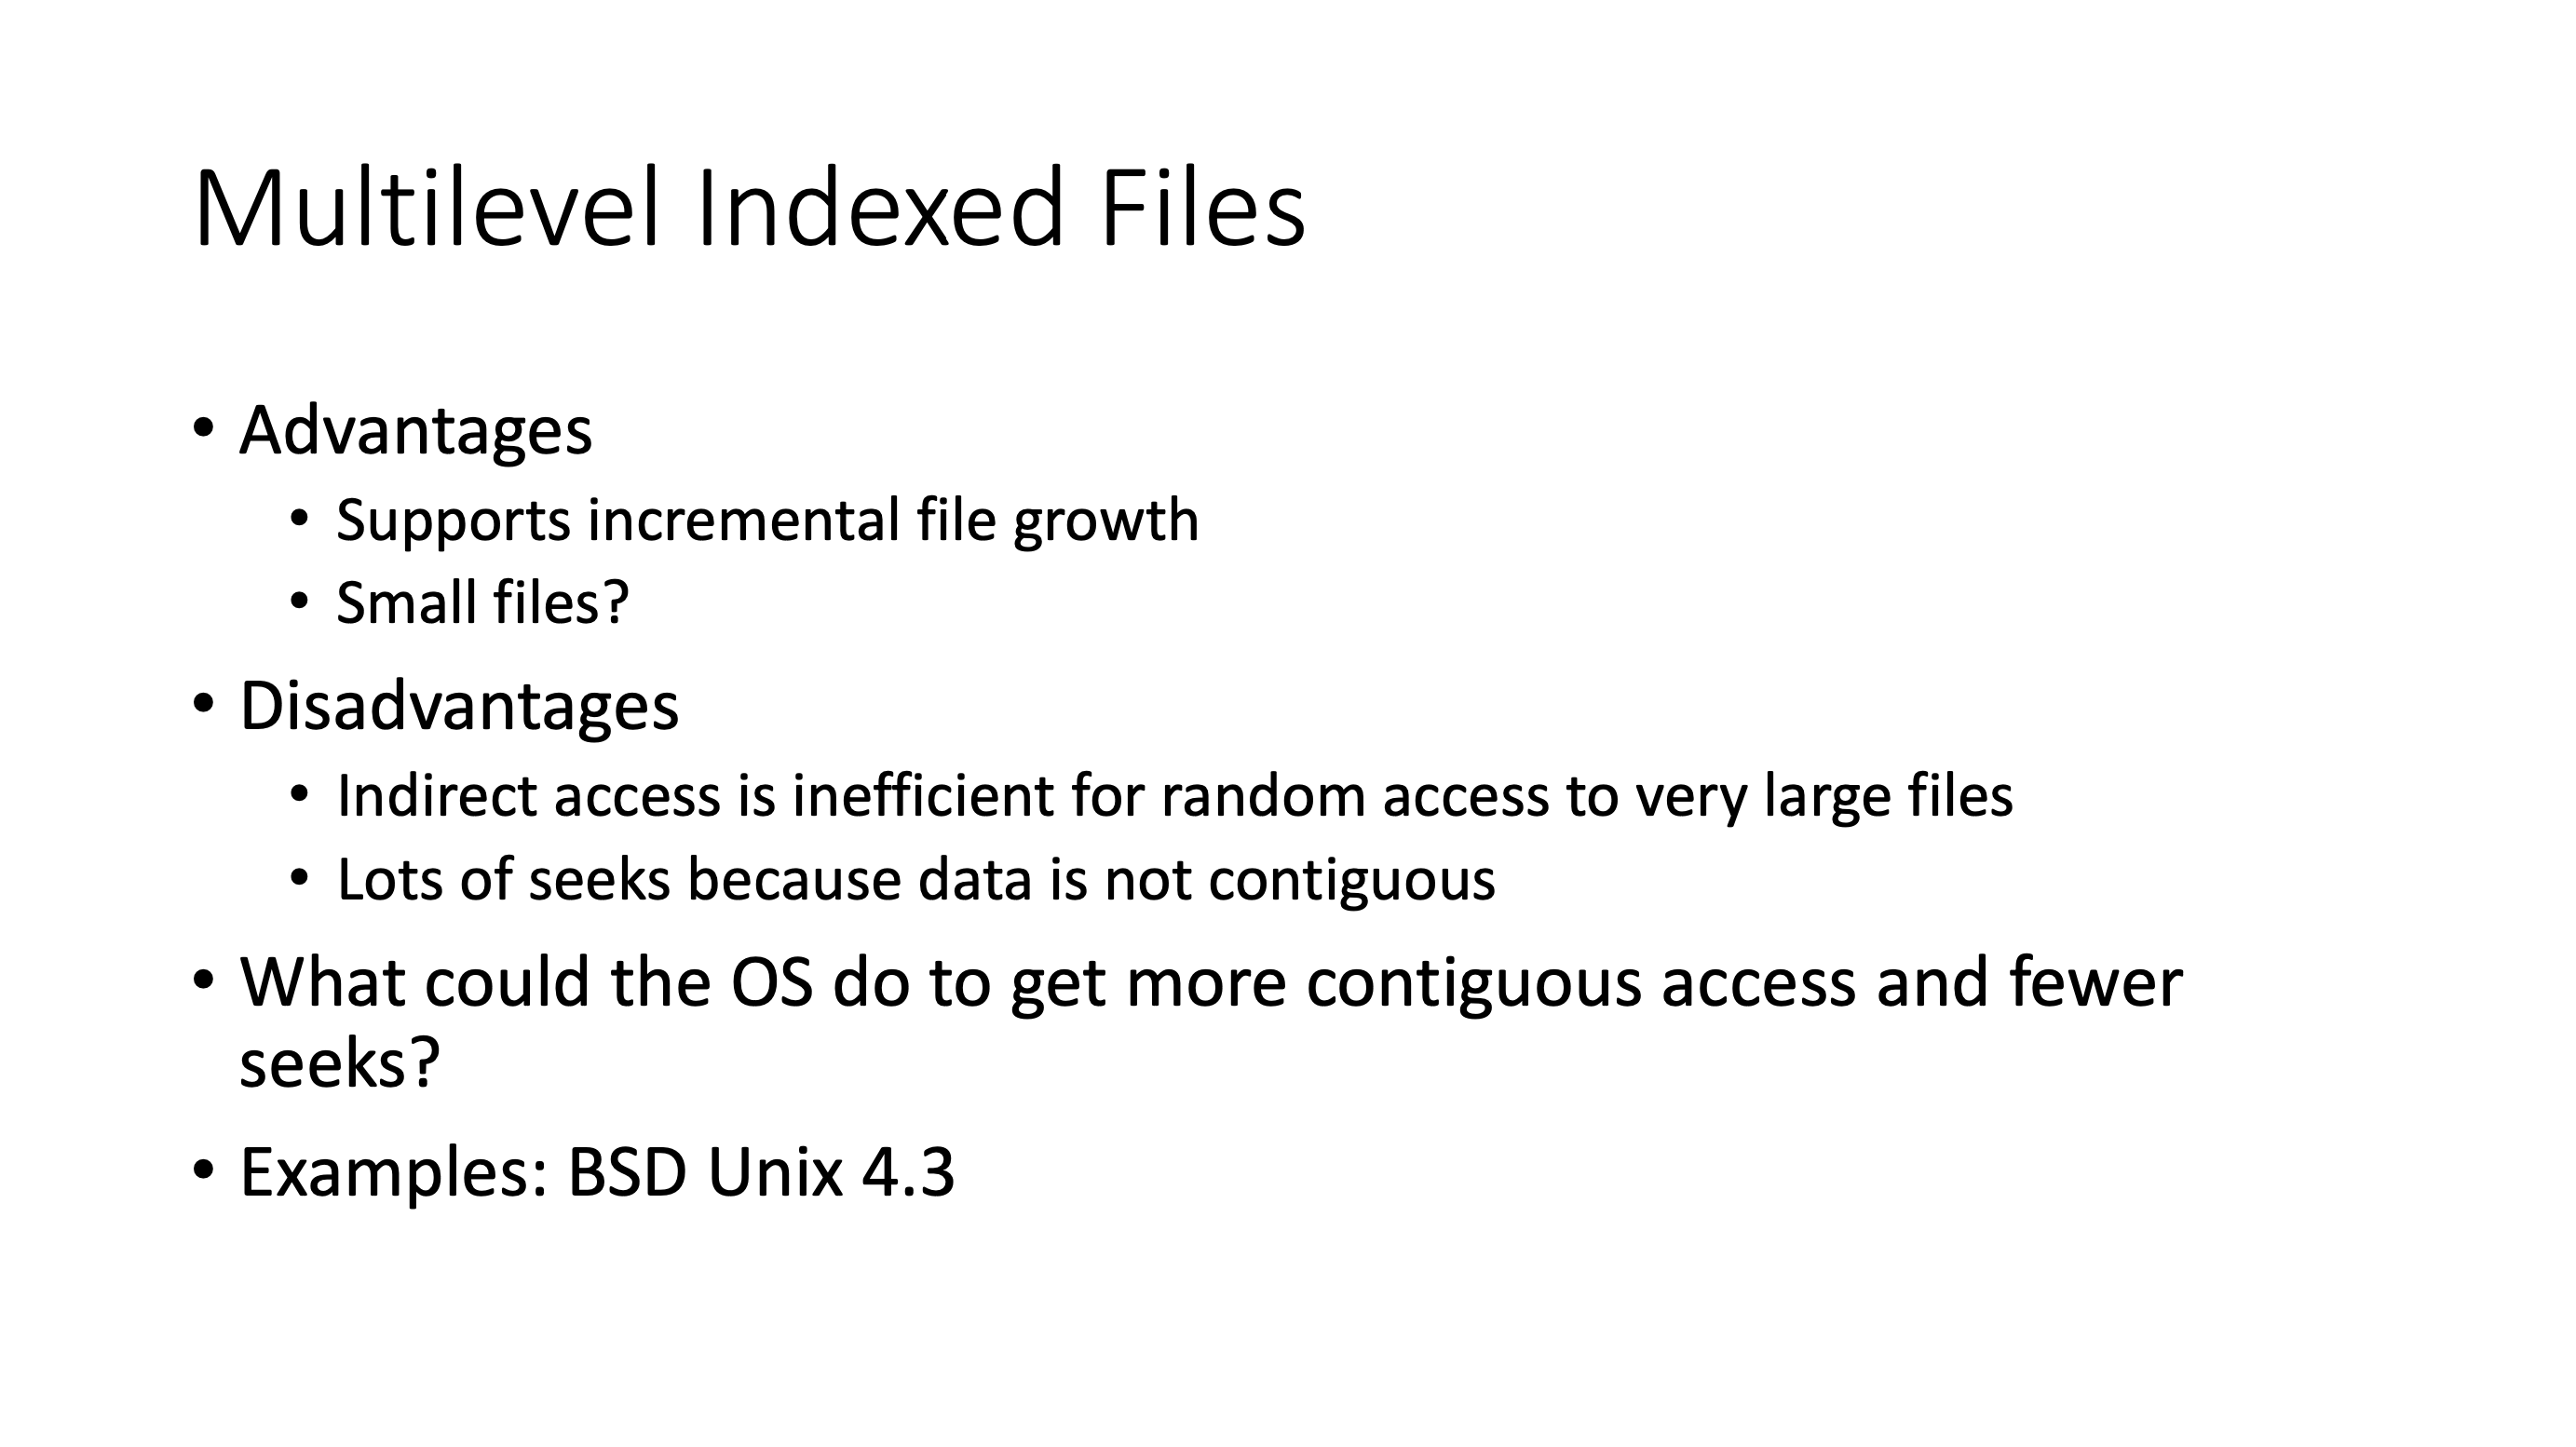 Multilevel Indexed Files
• Advantages
• Supports incremental file growth
• Small files?
• Disadvantages
• Indirect access is inefficient for random access to very large files
• Lots of seeks because data is not contiguous
• What could the OS do to get more contiguous access and fewer
seeks?
• Examples: BSD Unix 4.3